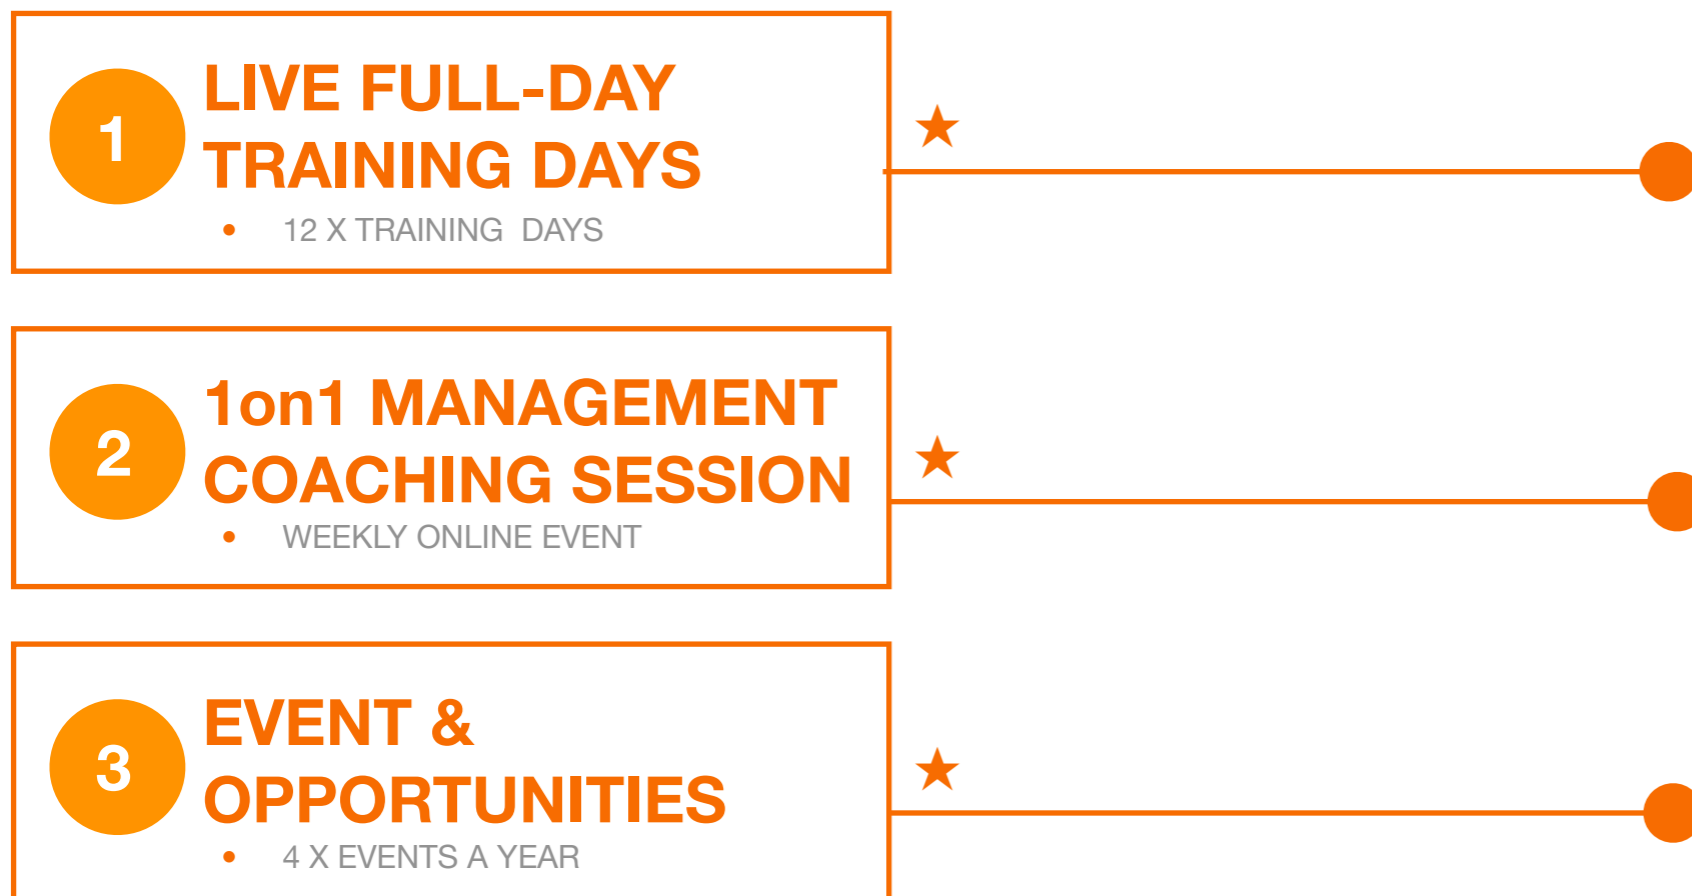 1
LIVE FULL-DAY
TRAINING DAYS
• 12 X TRAINING  DAYS
2
1on1 MANAGEMENT
COACHING SESSION
• WEEKLY ONLINE EVENT
3
EVENT &
OPPORTUNITIES
• 4 X EVENTS A YEAR